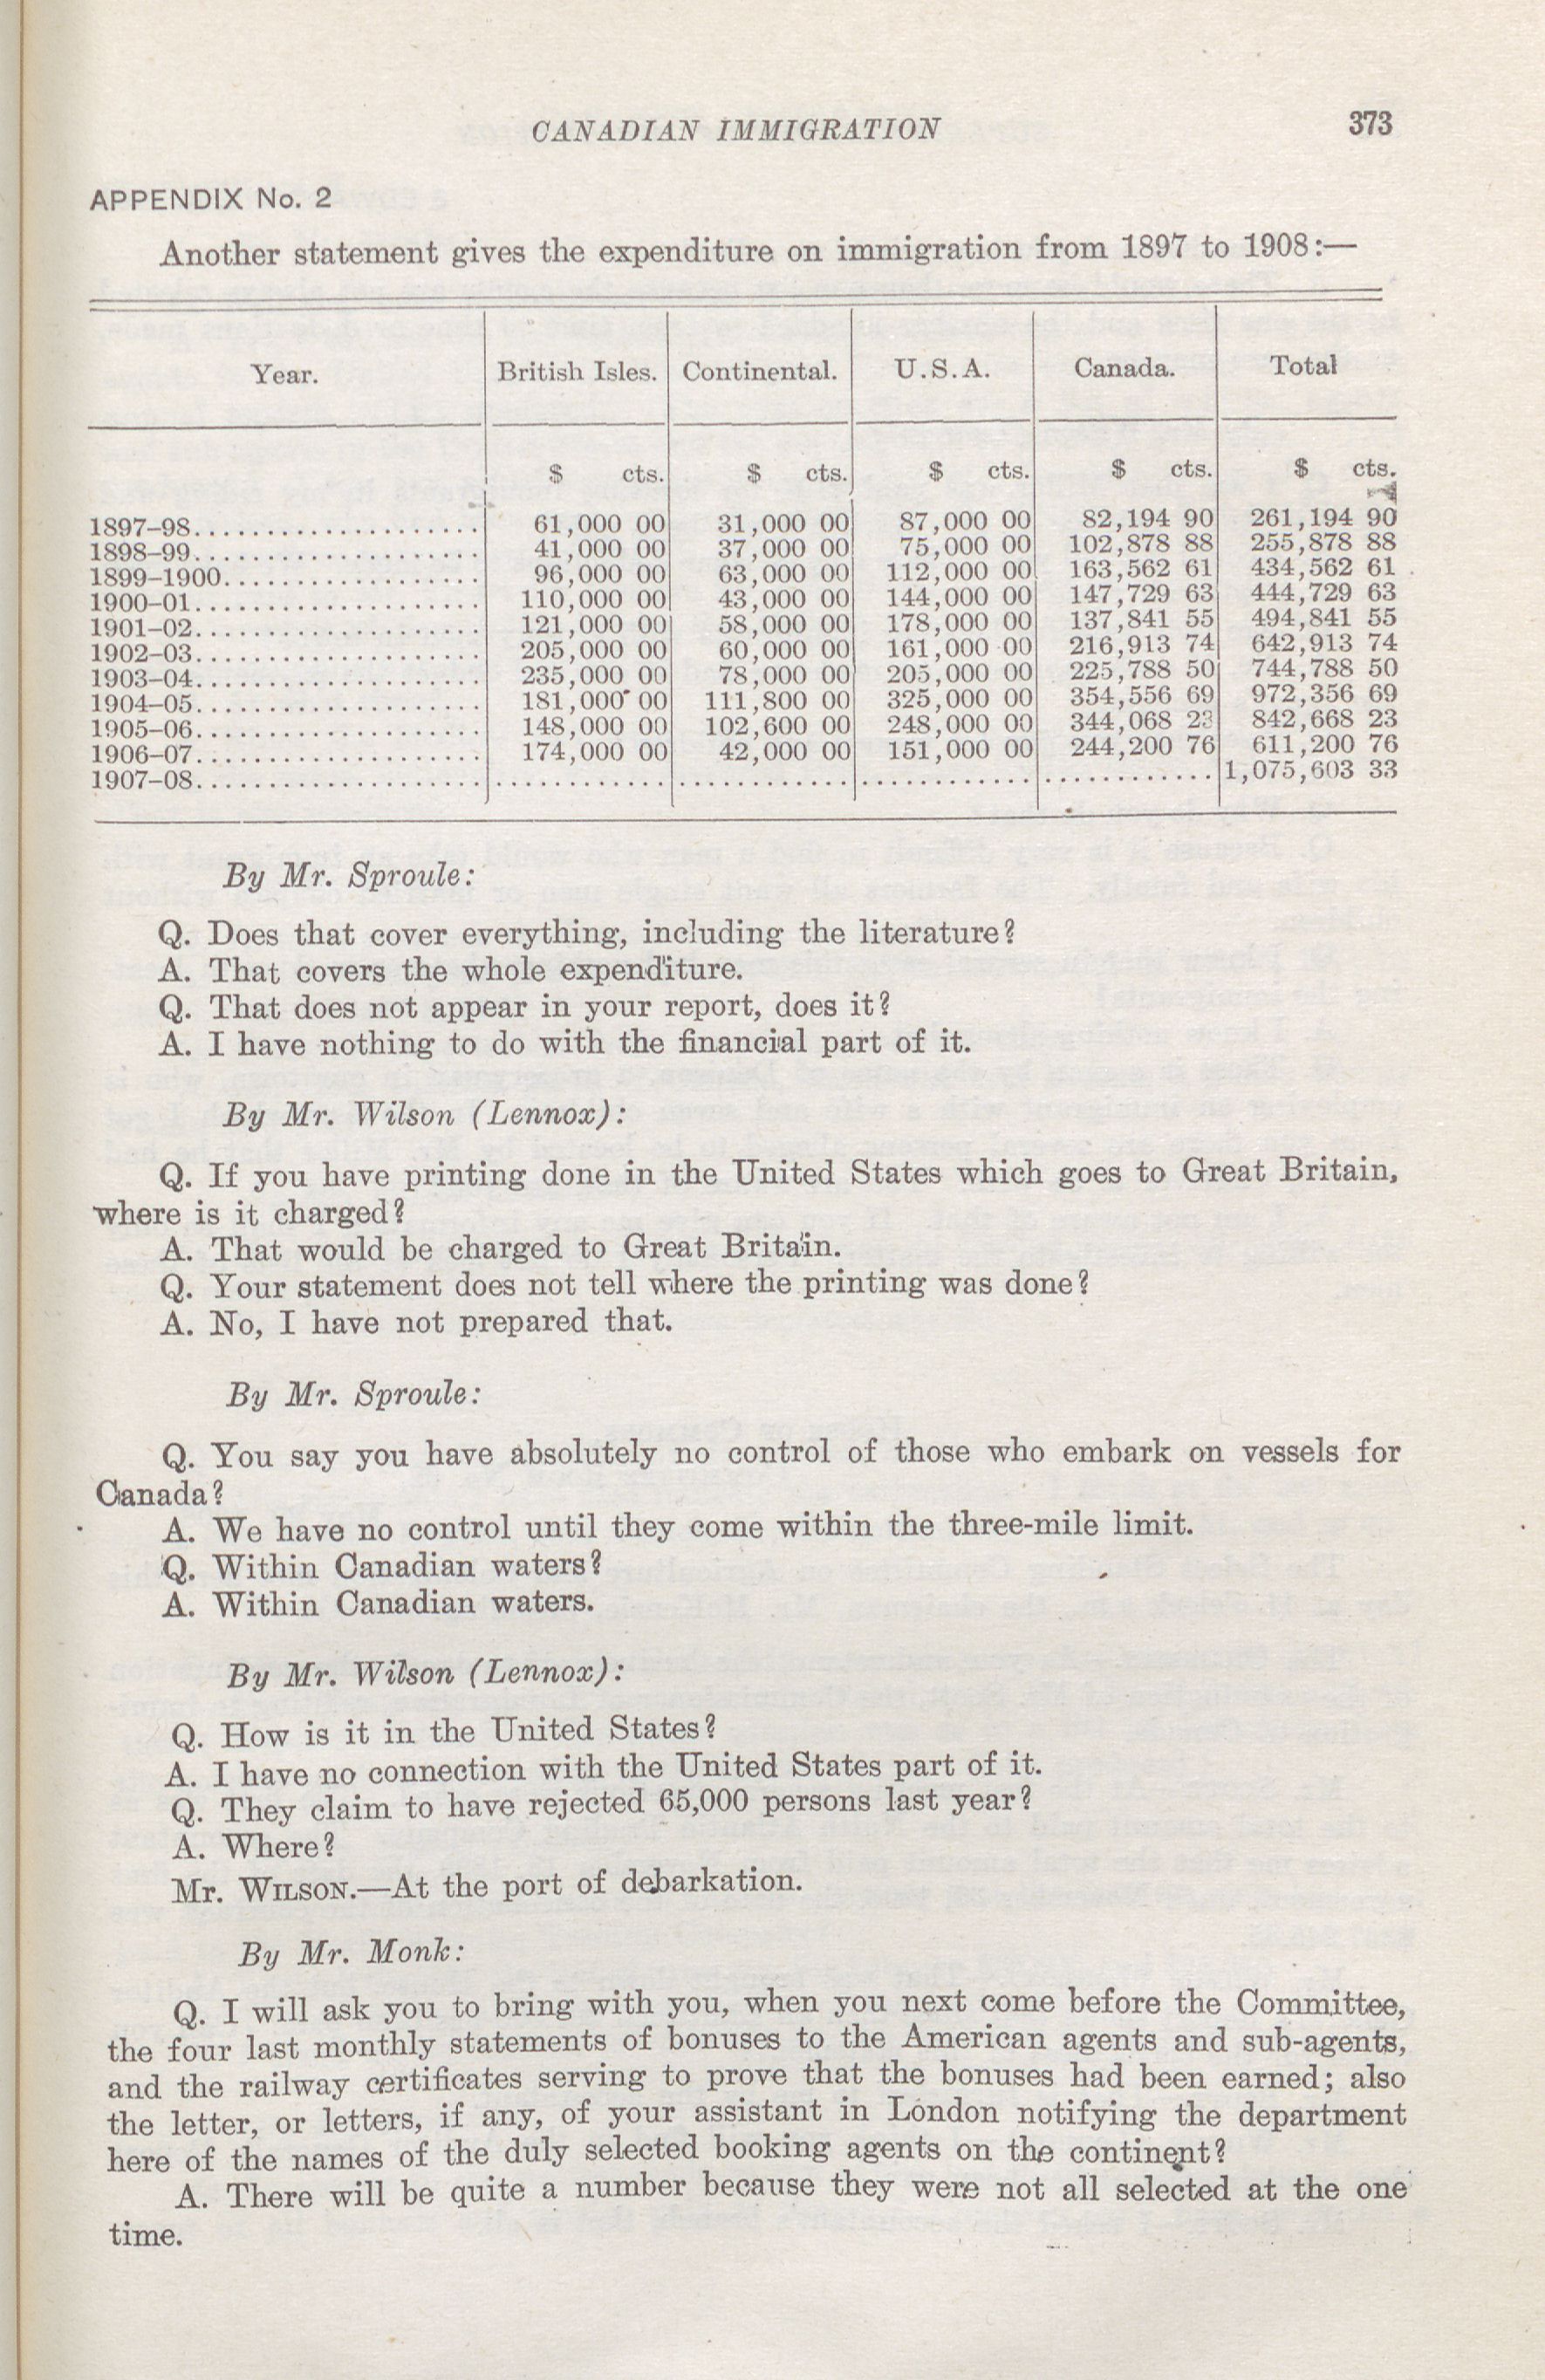 CANADIAN IMMIGRATION 373
APPENDIX No. 2
Another statement gives the expenditure on immigration from 1897 to 1908:—
Year. British Isles. Continental. U.S.A. Canada. Total
$ cts. $ cts. $ cts. $ cts. $ cts.
1897–98..................... 61,000 00 31,000 00 87,000 00 82,194 90 261,194 90
1898–99..................... 41,000 00 37,000 00 75,000 00 102,878 88 255,878 88
1899–1900................... 96,000 00 63,000 00 112,000 00 163,562 61 434,562 61
1900–01..................... 110,000 00 43,000 00 144,000 00 147,729 63 444,729 63
1901–02..................... 121,000 00 58,000 00 178,000 00 137,841 55 494,841 55
1902–03..................... 205,000 00 60,000 00 161,000 00 216,913 74 642,913 74
1903–04..................... 235,000 00 78,000 00 205,000 00 225,788 50 744,788 50
1904–05..................... 181,000 00 111,800 00 325,000 00 354,556 69 972,356 69
1905–06..................... 148,000 00 102,600 00 248,000 00 344,068 23 842,668 23
1906–07..................... 174,000 00 42,000 00 151,000 00 244,200 76 611,200 76
1907–08..................... ............ ............ ............ ............ 1,075,603 33
By Mr. Sproule:
Q. Does that cover everything, including the literature?
A. That covers the whole expenditure.
Q. That does not appear in your report, does it?
A. I have nothing to do with the financial part of it.
By Mr. Wilson (Lennox):
Q. If you have printing done in the United States which goes to Great Britain,
where is it charged?
A. That would be charged to Great Britain.
Q. Your statement does not tell where the printing was done?
A. No, I have not prepared that.
By Mr. Sproule:
Q. You say you have absolutely no control of those who embark on vessels for
Canada?
A. We have no control until they come within the three-mile limit.
Q. Within Canadian waters?
A. Within Canadian waters.
By Mr. Wilson (Lennox):
Q. How is it in the United States?
A. I have no connection with the United States part of it.
Q. They claim to have rejected 65,000 persons last year?
A. Where?
Mr. WILSON.—At the port of debarkation.
By Mr. Monk:
Q. I will ask you to bring with you, when you next come before the Committee,
the four last monthly statements of bonuses to the American agents and sub-agents,
and the railway certificates serving to prove that the bonuses had been earned; also
the letter, or letters, if any, of your assistant in London notifying the department
here of the names of the duly selected booking agents on the continent?
A. There will be quite a number because they were not all selected at the one
time.